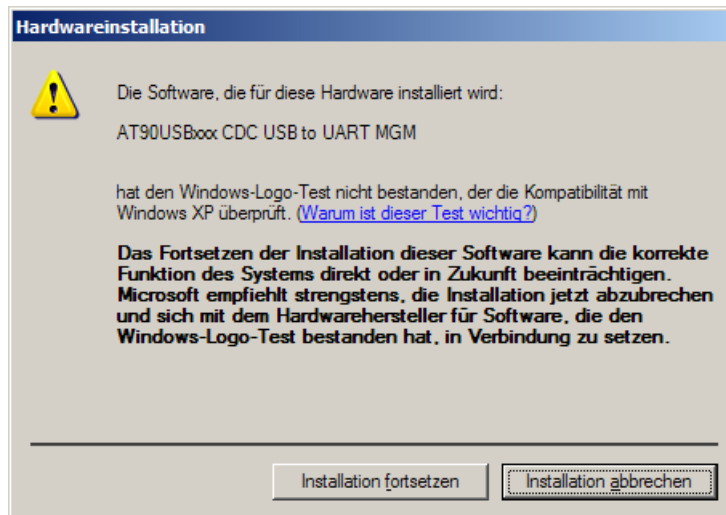 Hardwareinstallation
Die Software, die für diese Hardware installiert wird:
AT90USBxxx CDC USB to UART MGM
hat den Windows-Logo-Test nicht bestanden, der die Kompatibilität mit
Windows XP überprüft. (Warum ist dieser Test wichtig?)
Das Fortsetzen der Installation dieser Software kann die korrekte
Funktion des Systems direkt oder in Zukunft beeinträchtigen.
Microsoft empfiehlt strengstens, die Installation jetzt abzubrechen
und sich mit dem Hardwarehersteller für Software, die den
Windows-Logo-Test bestanden hat, in Verbindung zu setzen.
Installation fortsetzen Installation abbrechen